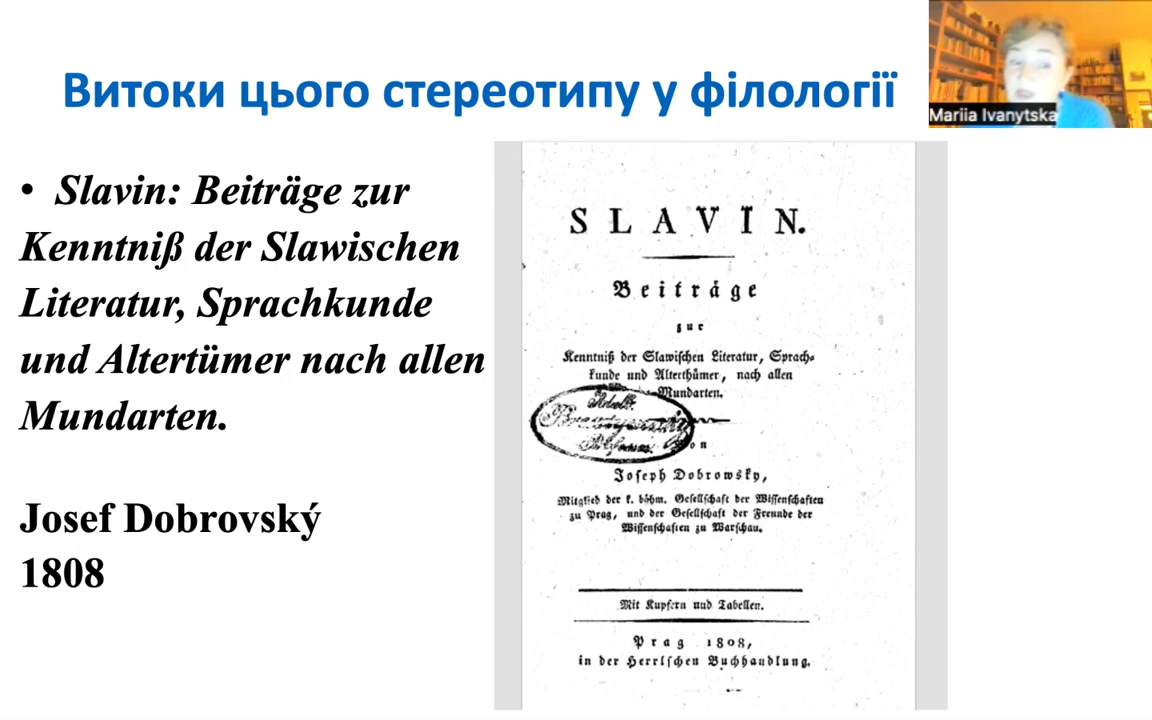 Витоки цього стереотипу у філології
Mariia Ivanytska
• Slavin: Beiträge zur
Kenntniß der Slawischen
Literatur, Sprachkunde
und Altertümer nach allen
Mundarten.
Josef Dobrovský
1808
SLAVIN.
Beiträge
zur
Kenntniß der Slawischen Literatur, Sprach-
kunde und Alterthümer, nach allen
Mundarten.
von
Joseph Dobrowsky,
Mitglied der k. böhm. Gesellschaft der Wissenschaften
zu Prag, und der Gesellschaft der Freunde der
Wissenschaften zu Warschau.
Mit Kupfern und Tabellen.
Prag 1808,
in der Herrlschen Buchhandlung.